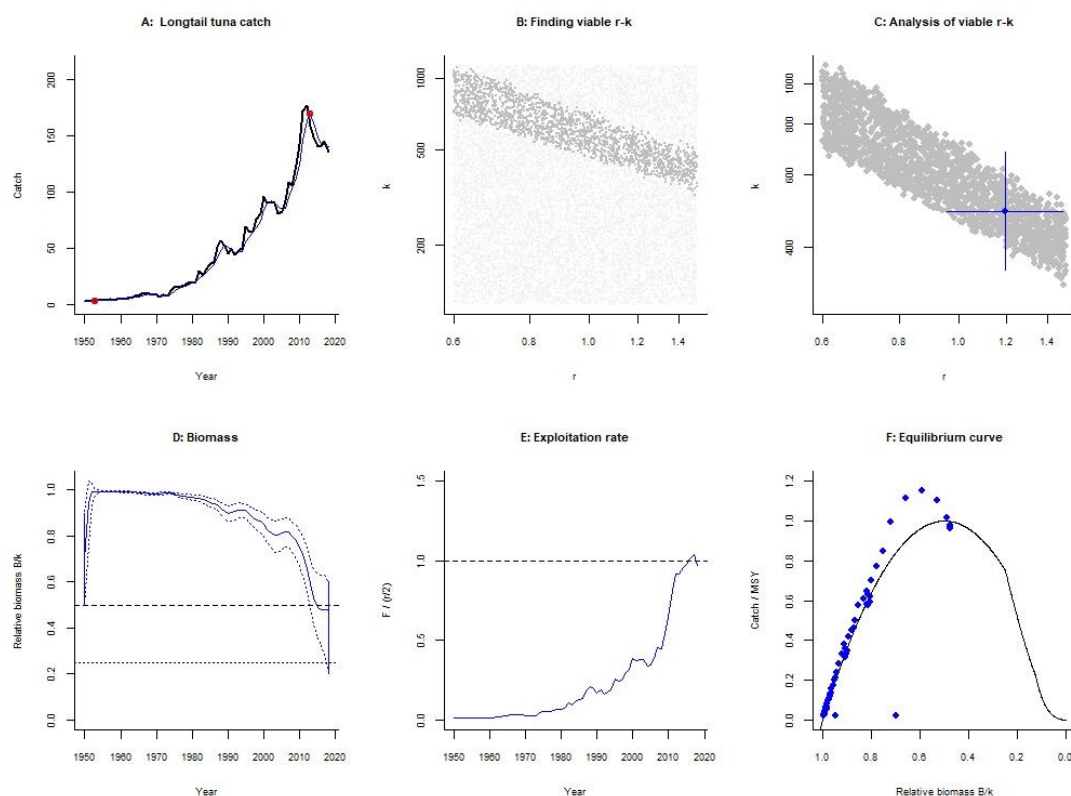 A: Longtail tuna catch
Catch
200
150
100
50
0
1950 1960 1970 1980 1990 2000 2010 2020
Year
B: Finding viable r-k
k
1000
500
200
0.6 0.8 1.0 1.2 1.4
r
C: Analysis of viable r-k
k
1000
800
600
400
0.6 0.8 1.0 1.2 1.4
r
D: Biomass
Relative biomass B/k
1.0
0.8
0.6
0.4
0.2
0.0
1950 1960 1970 1980 1990 2000 2010 2020
Year
E: Exploitation rate
F / (r/2)
1.5
1.0
0.5
0.0
1950 1960 1970 1980 1990 2000 2010 2020
Year
F: Equilibrium curve
Catch / MSY
1.2
1.0
0.8
0.6
0.4
0.2
0.0
1.0 0.8 0.6 0.4 0.2 0.0
Relative biomass B/k